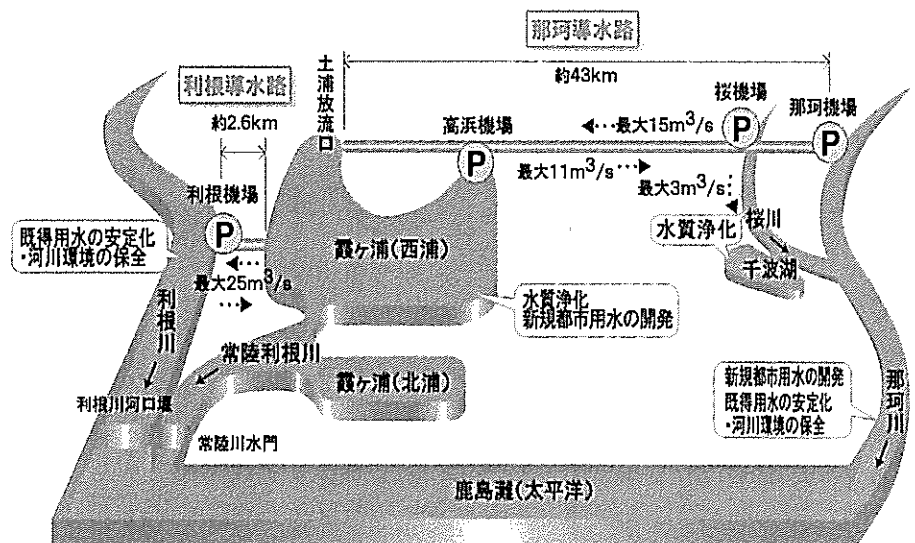 那珂導水路
約43km
利根導水路
約2.6km
土浦放流口
高浜機場
桜機場
那珂機場
P
P
P
最大15m³/s
最大11m³/s
最大3m³/s
利根機場
P
既得用水の安定化
・河川環境の保全
最大25m³/s
霞ヶ浦(西浦)
水質浄化
桜川
千波湖
水質浄化
新規都市用水の開発
利根川
常陸利根川
霞ヶ浦(北浦)
新規都市用水の開発
既得用水の安定化
・河川環境の保全
那珂川
利根川河口堰
常陸川水門
鹿島灘(太平洋)